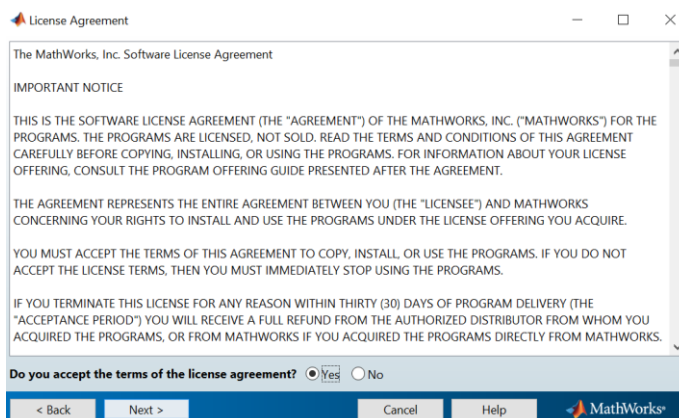 License Agreement
The MathWorks, Inc. Software License Agreement
IMPORTANT NOTICE
THIS IS THE SOFTWARE LICENSE AGREEMENT (THE "AGREEMENT") OF THE MATHWORKS, INC. ("MATHWORKS") FOR THE
PROGRAMS. THE PROGRAMS ARE LICENSED, NOT SOLD. READ THE TERMS AND CONDITIONS OF THIS AGREEMENT
CAREFULLY BEFORE COPYING, INSTALLING, OR USING THE PROGRAMS. FOR INFORMATION ABOUT YOUR LICENSE
OFFERING, CONSULT THE PROGRAM OFFERING GUIDE PRESENTED AFTER THE AGREEMENT.
THE AGREEMENT REPRESENTS THE ENTIRE AGREEMENT BETWEEN YOU (THE "LICENSEE") AND MATHWORKS
CONCERNING YOUR RIGHTS TO INSTALL AND USE THE PROGRAMS UNDER THE LICENSE OFFERING YOU ACQUIRE.
YOU MUST ACCEPT THE TERMS OF THIS AGREEMENT TO COPY, INSTALL, OR USE THE PROGRAMS. IF YOU DO NOT
ACCEPT THE LICENSE TERMS, THEN YOU MUST IMMEDIATELY STOP USING THE PROGRAMS.
IF YOU TERMINATE THIS LICENSE FOR ANY REASON WITHIN THIRTY (30) DAYS OF PROGRAM DELIVERY (THE
"ACCEPTANCE PERIOD") YOU WILL RECEIVE A FULL REFUND FROM THE AUTHORIZED DISTRIBUTOR FROM WHOM YOU
ACQUIRED THE PROGRAMS, OR FROM MATHWORKS IF YOU ACQUIRED THE PROGRAMS DIRECTLY FROM MATHWORKS.
Do you accept the terms of the license agreement? Yes No
< Back Next > Cancel Help MathWorks®